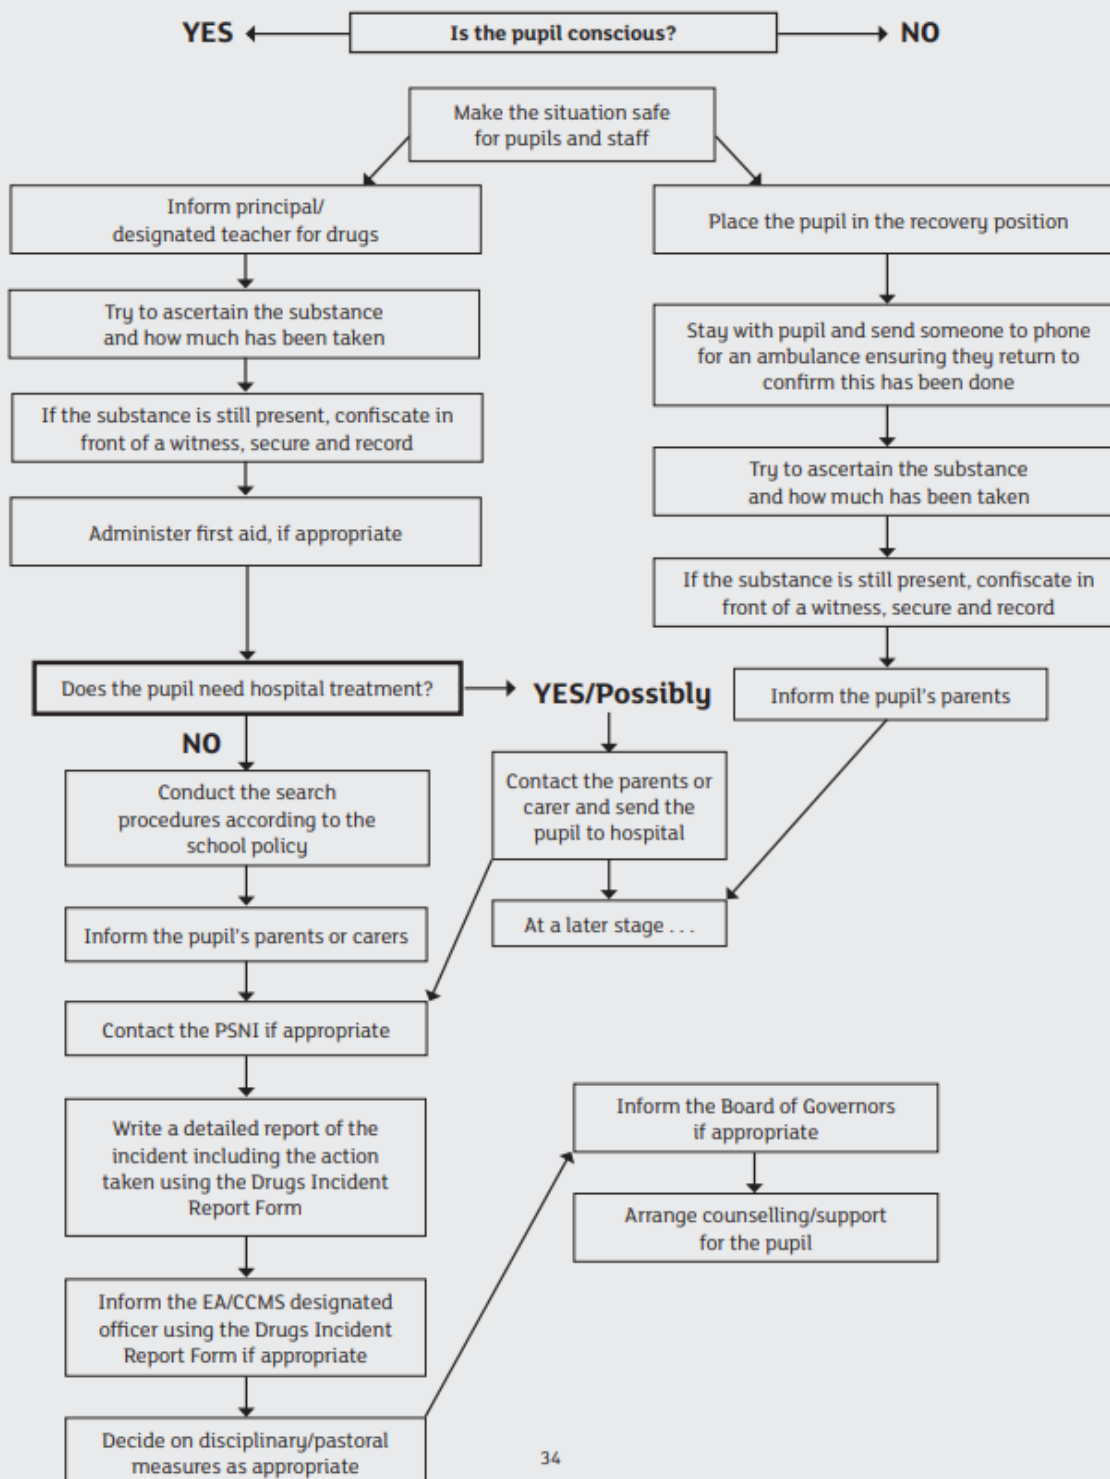 YES
Is the pupil conscious?
NO
Make the situation safe
for pupils and staff
Inform principal/
designated teacher for drugs
Try to ascertain the substance
and how much has been taken
If the substance is still present, confiscate in
front of a witness, secure and record
Administer first aid, if appropriate
Place the pupil in the recovery position
Stay with pupil and send someone to phone
for an ambulance ensuring they return to
confirm this has been done
Try to ascertain the substance
and how much has been taken
If the substance is still present, confiscate in
front of a witness, secure and record
Inform the pupil's parents
Does the pupil need hospital treatment?
YES/Possibly
NO
Contact the parents or
carer and send the
pupil to hospital
At a later stage . . .
Conduct the search
procedures according to the
school policy
Inform the pupil's parents or carers
Contact the PSNI if appropriate
Write a detailed report of the
incident including the action
taken using the Drugs Incident
Report Form
Inform the EA/CCMS designated
officer using the Drugs Incident
Report Form if appropriate
Decide on disciplinary/pastoral
measures as appropriate
Inform the Board of Governors
if appropriate
Arrange counselling/support
for the pupil
34